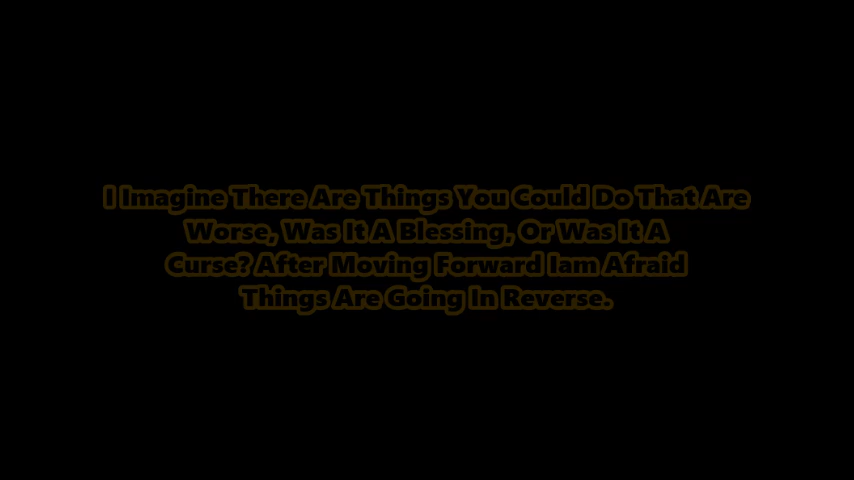 I Imagine There Are Things You Could Do That Are
Worse, Was It A Blessing, Or Was It A
Curse? After Moving Forward Iam Afraid
Things Are Going In Reverse.